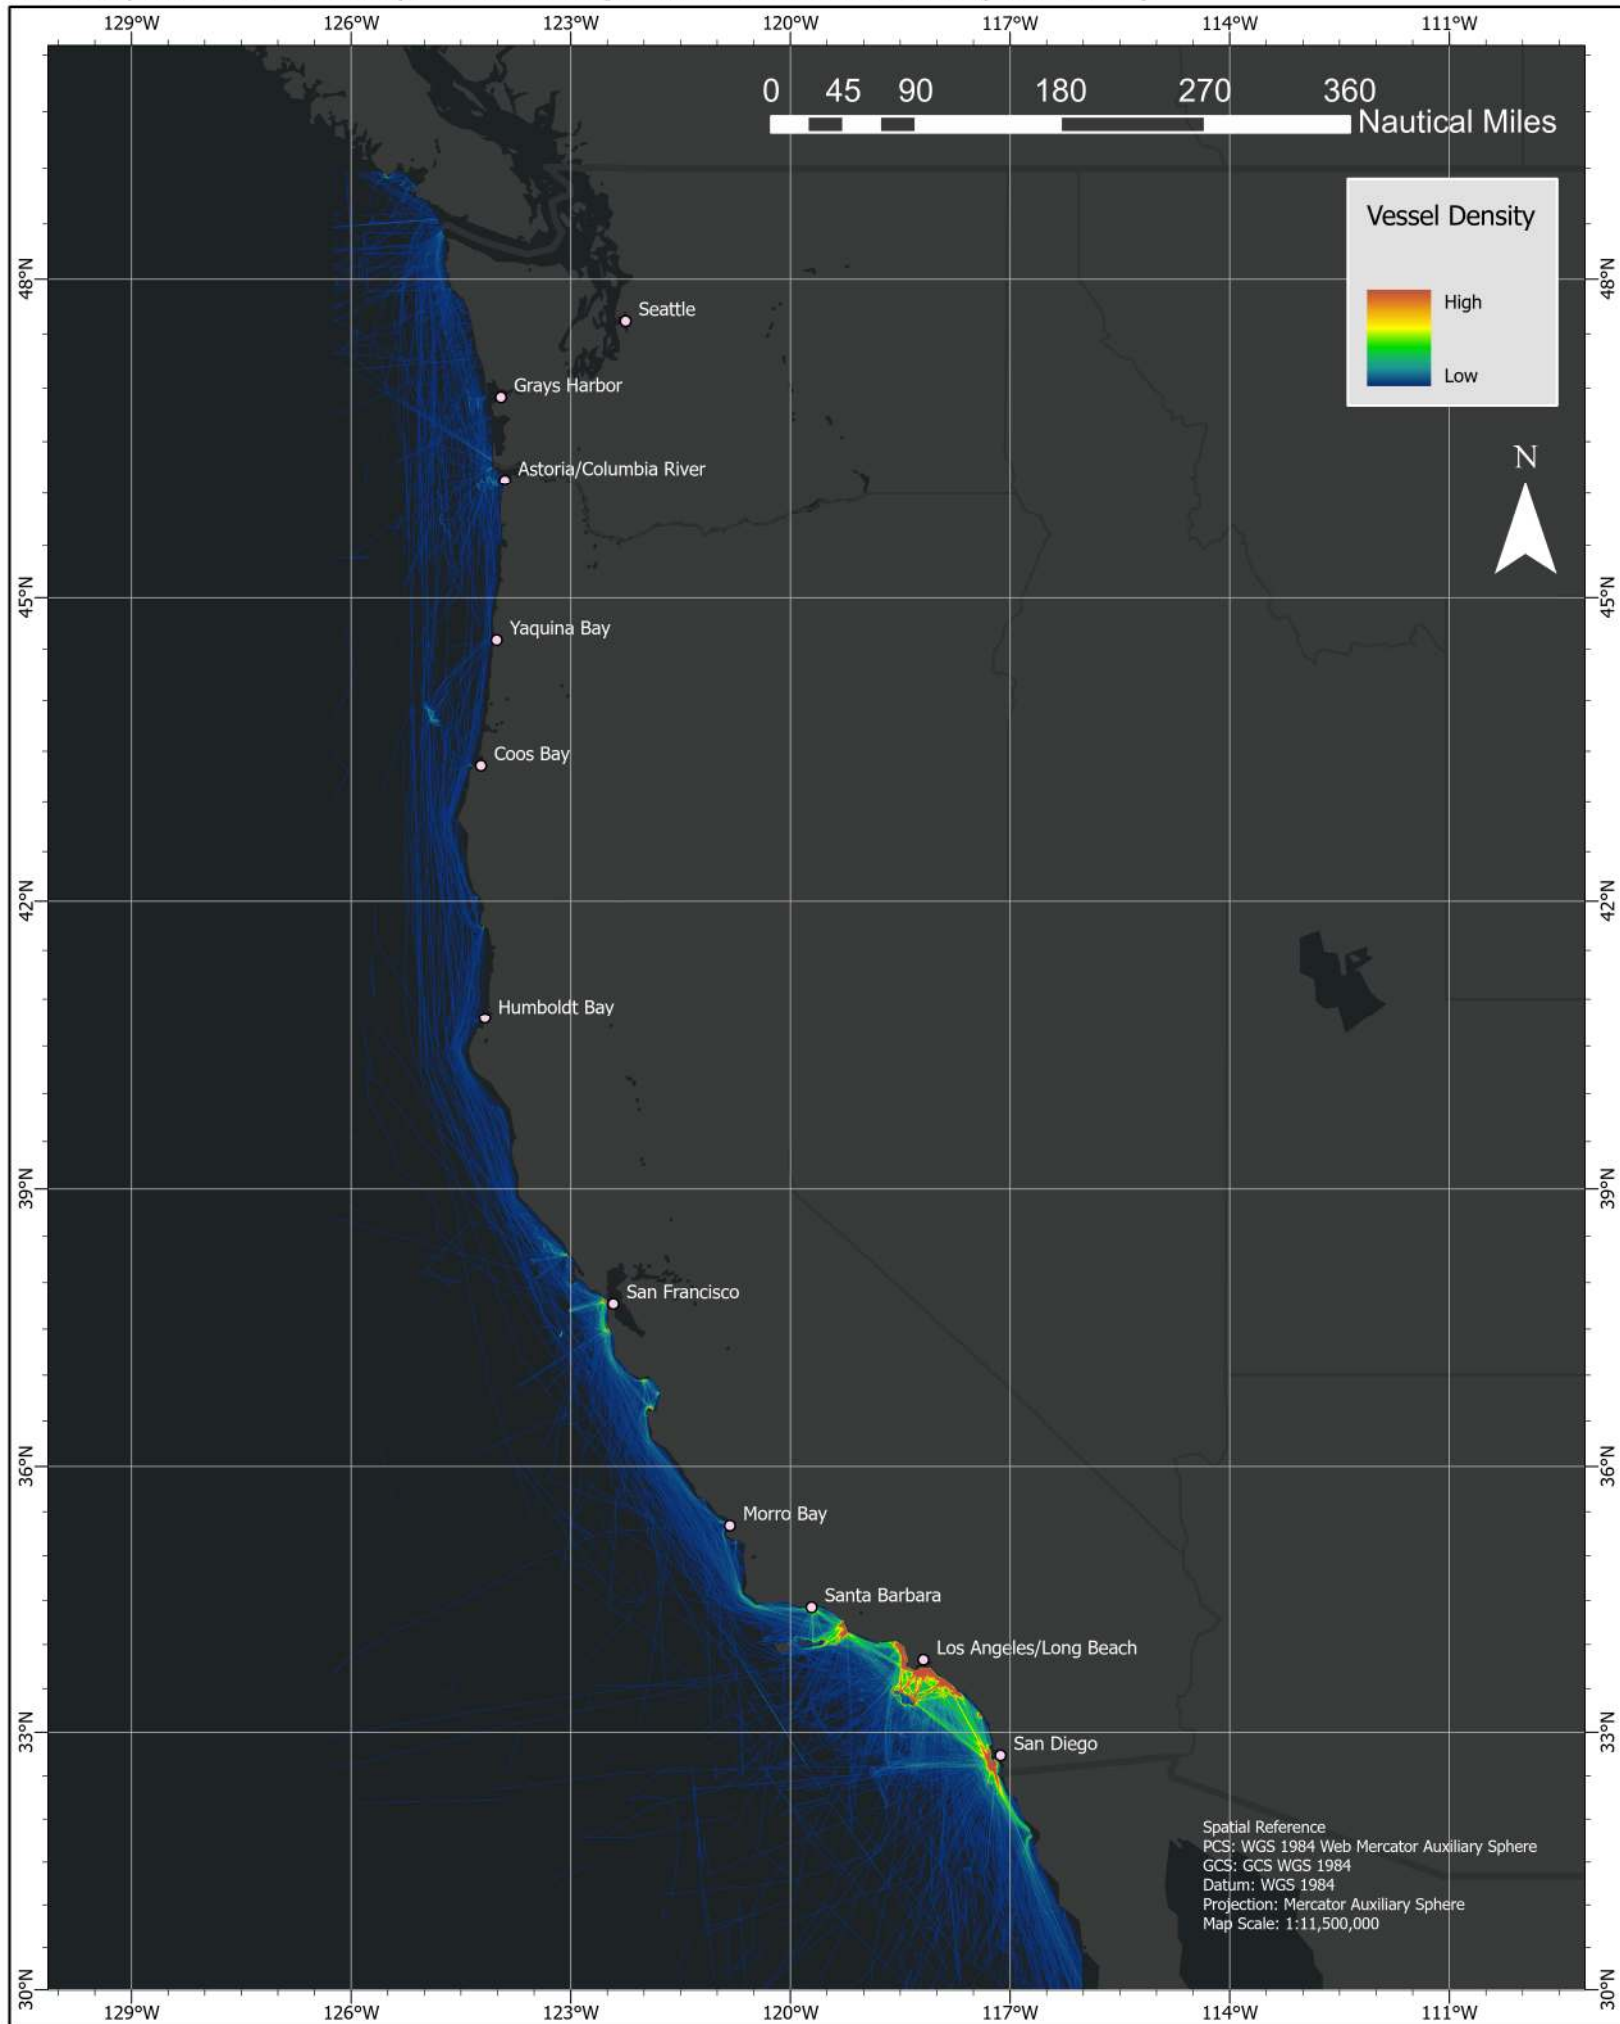 129°W 126°W 123°W 120°W 117°W 114°W 111°W
0 45 90 180 270 360
Nautical Miles
Vessel Density
High
Low
N
48°N 48°N
Seattle
Grays Harbor
Astoria/Columbia River
45°N 45°N
Yaquina Bay
Coos Bay
42°N 42°N
Humboldt Bay
39°N 39°N
San Francisco
36°N 36°N
Morro Bay
Santa Barbara
Los Angeles/Long Beach
33°N 33°N
San Diego
Spatial Reference
PCS: WGS 1984 Web Mercator Auxiliary Sphere
GCS: GCS WGS 1984
Datum: WGS 1984
Projection: Mercator Auxiliary Sphere
Map Scale: 1:11,500,000
30°N 30°N
129°W 126°W 123°W 120°W 117°W 114°W 111°W